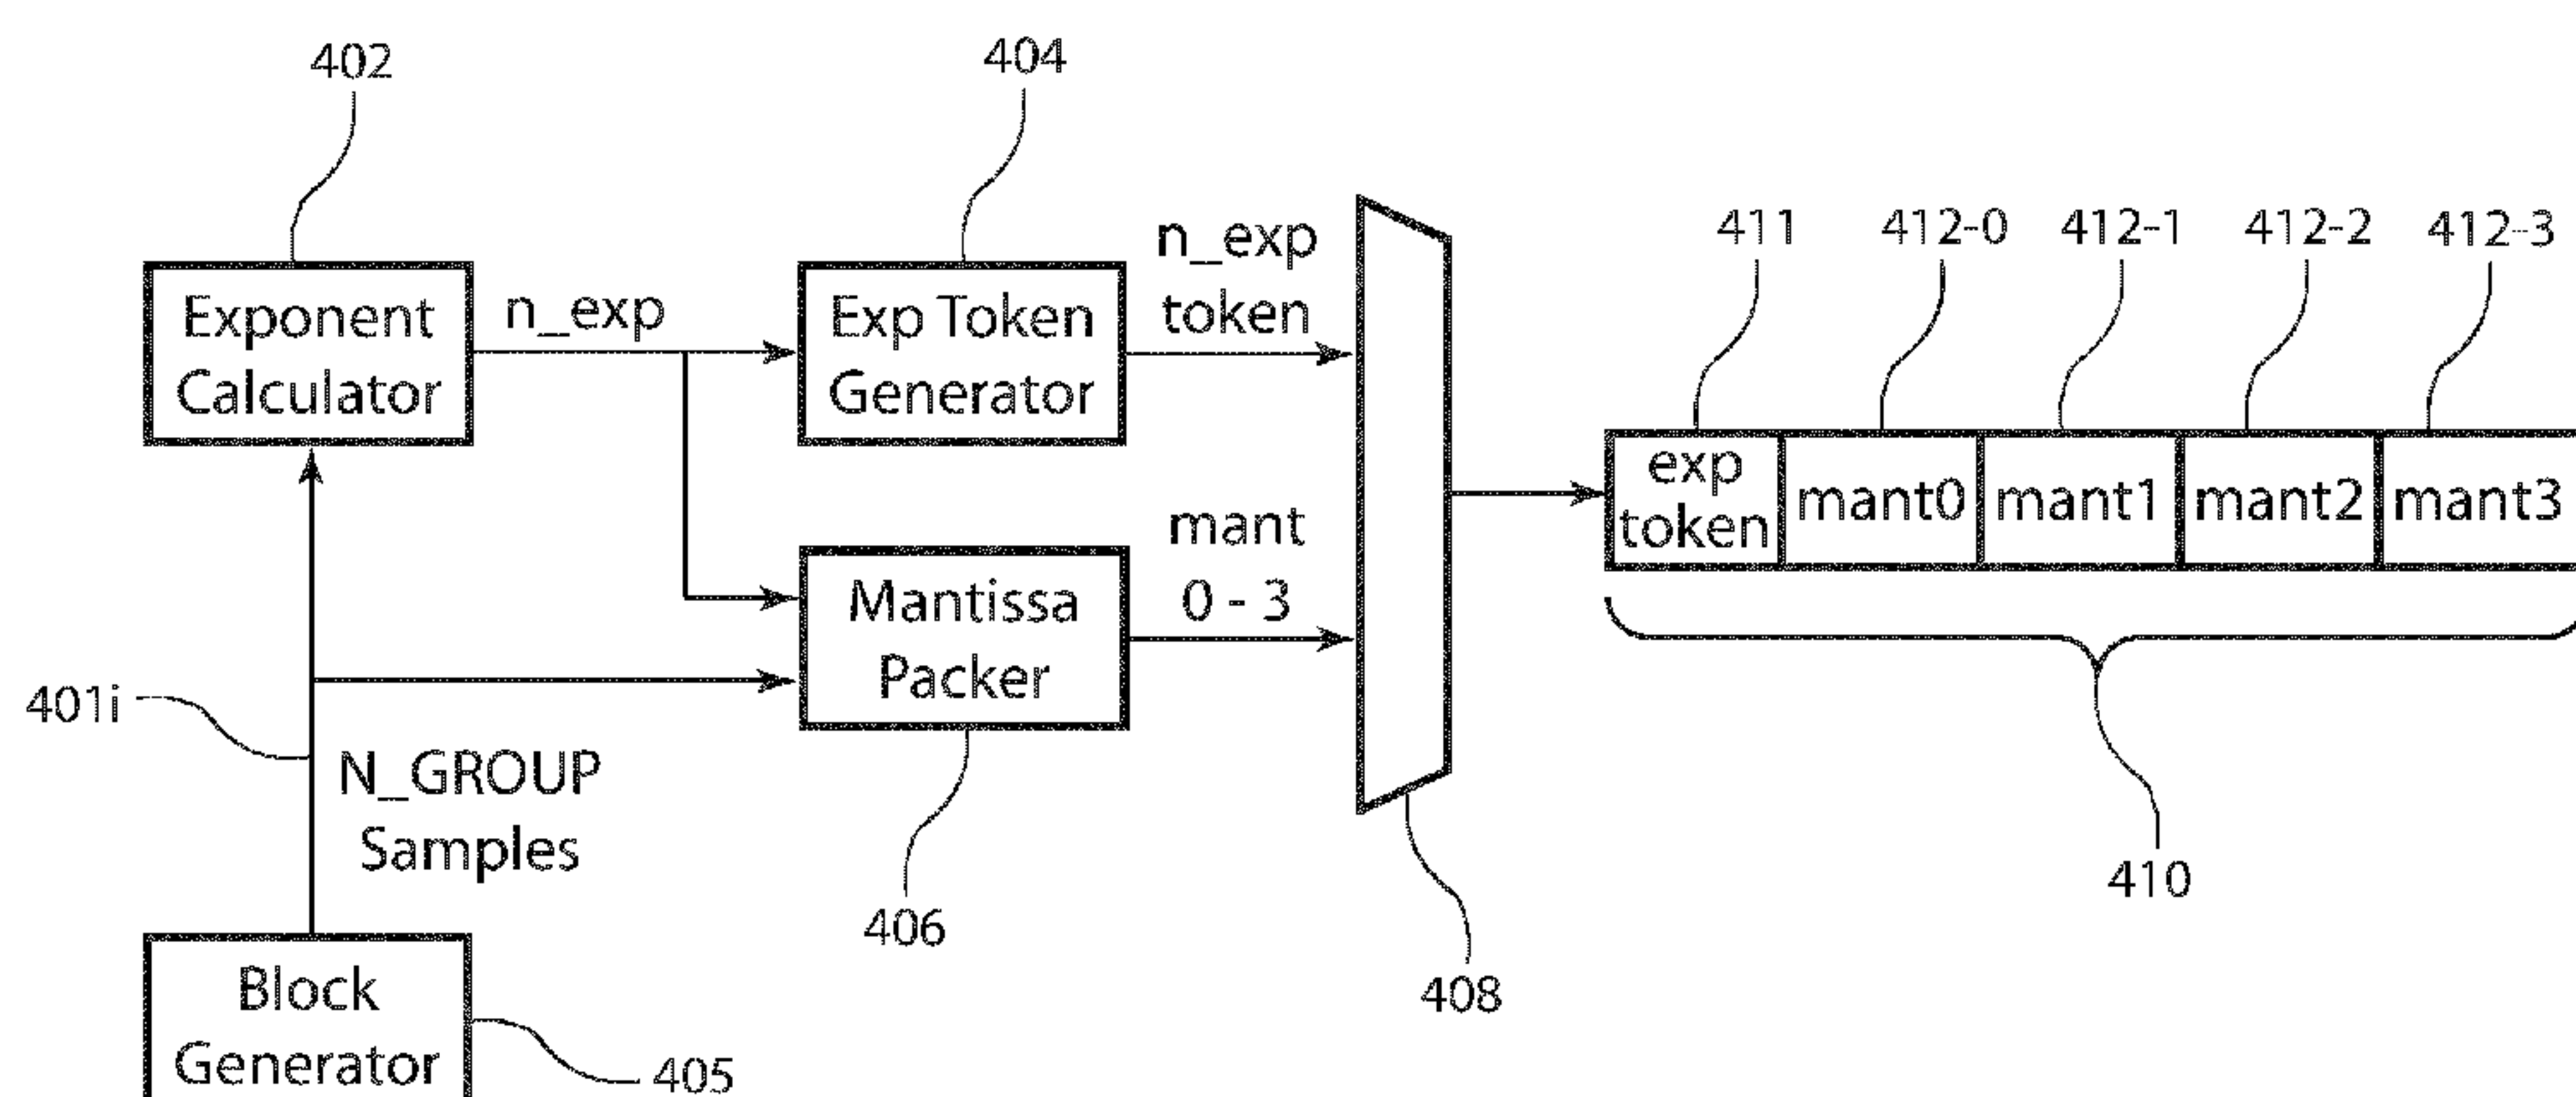 402
404
411
412-0
412-1
412-2
412-3
Exponent
Calculator
n_exp
Exp Token
Generator
n_exp
token
exp
token
mant0
mant1
mant2
mant3
Mantissa
Packer
mant
0 - 3
401i
N_GROUP
Samples
406
408
410
Block
Generator
405